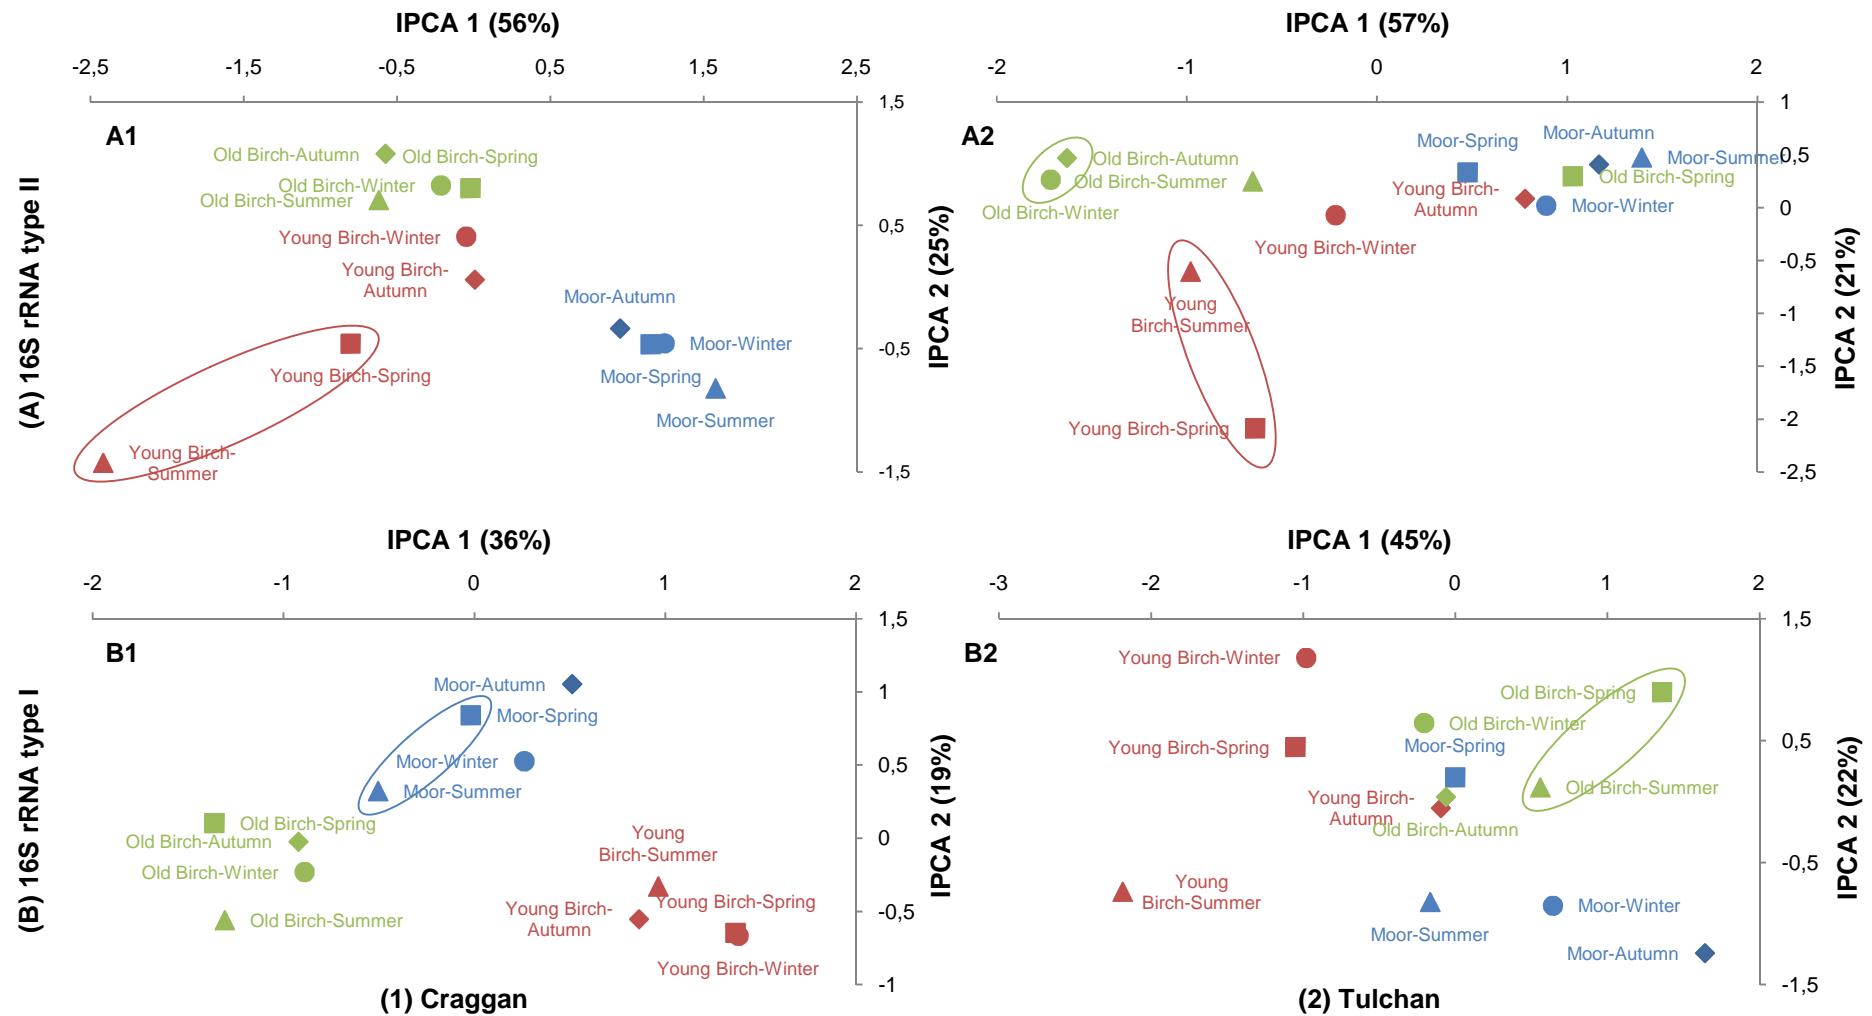 IPCA 1 (56%)
-2,5 -1,5 -0,5 0,5 1,5 2,5
A1
Old Birch-Autumn
Old Birch-Spring
Old Birch-Winter
Old Birch-Summer
Young Birch-Winter
Young Birch-
Autumn
Moor-Autumn
Moor-Winter
Young Birch-Spring
Moor-Spring
Moor-Summer
Young Birch-
Summer
1,5
0,5
-0,5
-1,5
IPCA 2 (25%)
(A) 16S rRNA type II
IPCA 1 (57%)
-2 -1 0 1 2
A2
Moor-Spring
Moor-Autumn
Old Birch-Autumn
Moor-Summer
Old Birch-Summer
Old Birch-Spring
Young Birch-
Autumn
Old Birch-Winter
Moor-Winter
Young Birch-Winter
Young
Birch-Summer
Young Birch-Spring
1
0,5
0
-0,5
-1
-1,5
-2
-2,5
IPCA 2 (21%)
IPCA 1 (36%)
-2 -1 0 1 2
B1
Moor-Autumn
Moor-Spring
Moor-Winter
Moor-Summer
Old Birch-Spring
Old Birch-Autumn
Old Birch-Winter
Old Birch-Summer
Young
Birch-Summer
Young Birch-Spring
Young Birch-
Autumn
Young Birch-Winter
1,5
1
0,5
0
-0,5
-1
IPCA 2 (19%)
(B) 16S rRNA type I
(1) Craggan
IPCA 1 (45%)
-3 -2 -1 0 1 2
B2
Young Birch-Winter
Old Birch-Spring
Old Birch-Winter
Young Birch-Spring
Moor-Spring
Old Birch-Summer
Young Birch-
Autumn
Old Birch-Autumn
Young
Birch-Summer
Moor-Winter
Moor-Summer
Moor-Autumn
1,5
0,5
-0,5
-1,5
IPCA 2 (22%)
(2) Tulchan